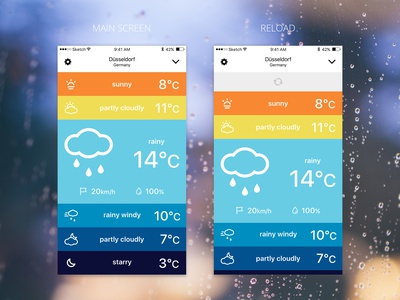 MAIN SCREEN
Sketch 9:41 AM 42%
Düsseldorf
Germany
sunny 8°C
partly cloudly 11°C
rainy
14°C
20km/h 100%
rainy windy 10°C
partly cloudly 7°C
starry 3°C
RELOAD
Sketch 9:41 AM 42%
Düsseldorf
Germany
sunny 8°C
partly cloudly 11°C
rainy
14°C
20km/h 100%
rainy windy 10°C
partly cloudly 7°C